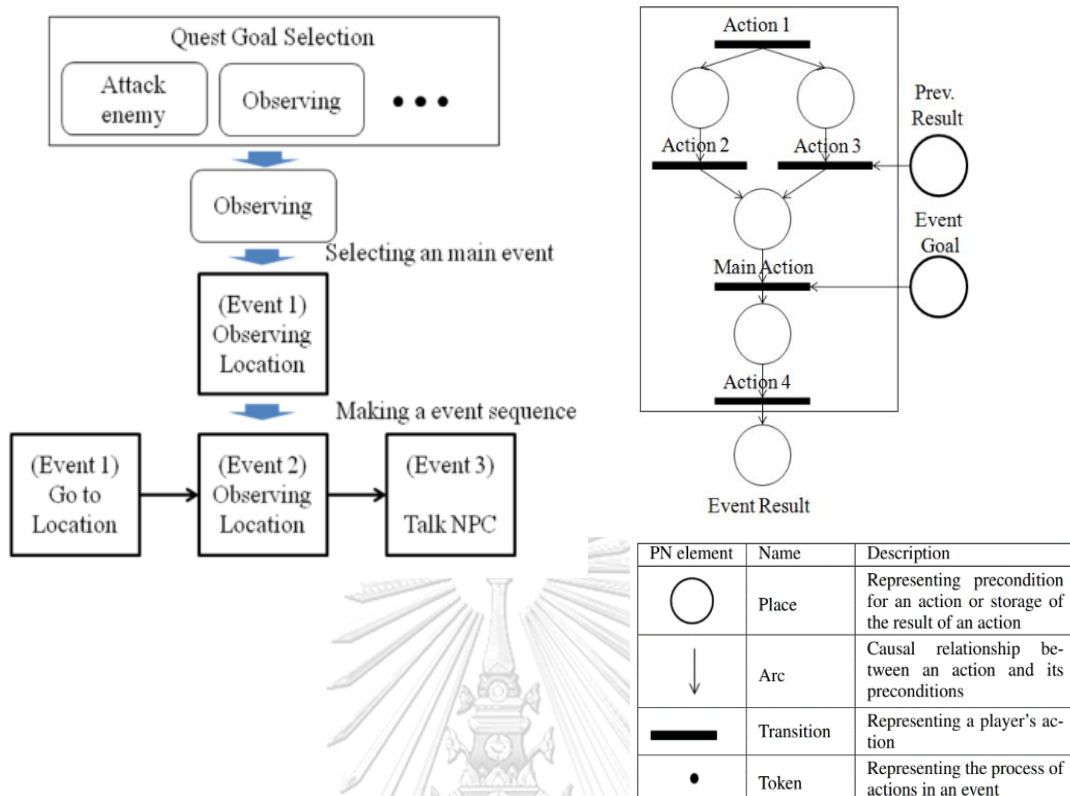 Quest Goal Selection
Attack
enemy
Observing
• • •
Observing
Selecting an main event
(Event 1)
Observing
Location
Making a event sequence
(Event 1)
Go to
Location
(Event 2)
Observing
Location
(Event 3)
Talk NPC
Action 1
Prev.
Result
Action 2
Action 3
Event
Goal
Main Action
Action 4
Event Result
PN element Name Description
Place
Representing precondition
for an action or storage of
the result of an action
Arc
Causal relationship be-
tween an action and its
preconditions
Transition
Representing a player's ac-
tion
Token
Representing the process of
actions in an event